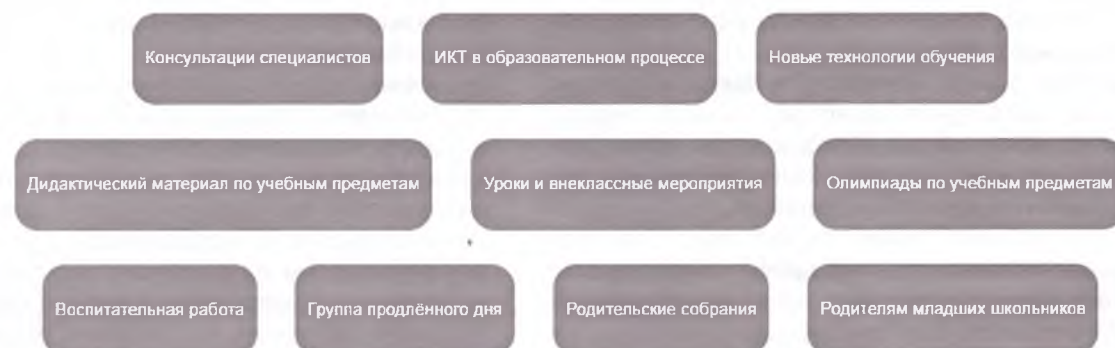 Консультации специалистов
ИКТ в образовательном процессе
Новые технологии обучения
Дидактический материал по учебным предметам
Уроки и внеклассные мероприятия
Олимпиады по учебным предметам
Воспитательная работа
Группа продлённого дня
Родительские собрания
Родителям младших школьников